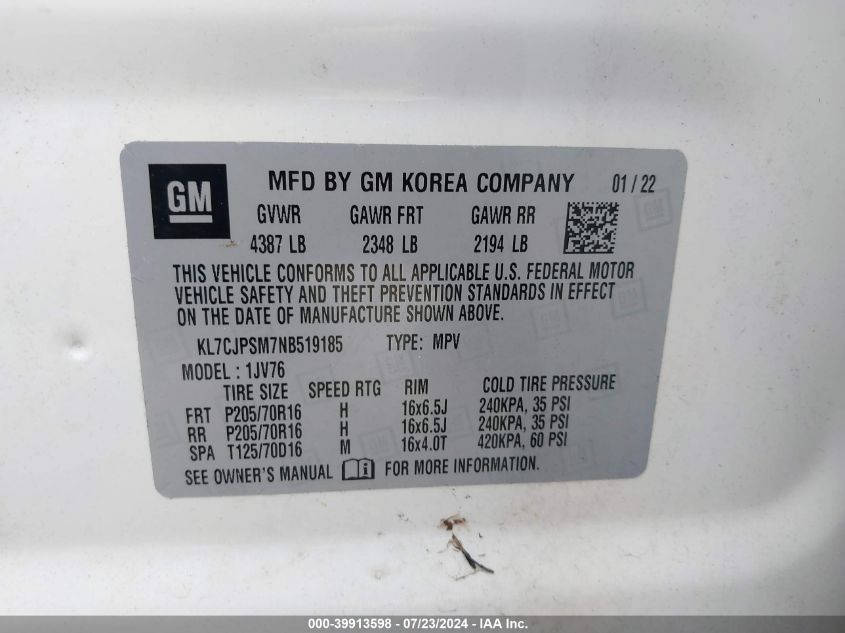 GM MFD BY GM KOREA COMPANY 01/22
GVWR GAWR FRT GAWR RR
4387 LB 2348 LB 2194 LB
THIS VEHICLE CONFORMS TO ALL APPLICABLE U.S. FEDERAL MOTOR
VEHICLE SAFETY AND THEFT PREVENTION STANDARDS IN EFFECT
ON THE DATE OF MANUFACTURE SHOWN ABOVE.
KL7CJPSM7NB519185 TYPE: MPV
MODEL : 1JV76
TIRE SIZE SPEED RTG RIM COLD TIRE PRESSURE
FRT P205/70R16 H 16x6.5J 240KPA, 35 PSI
RR P205/70R16 H 16x6.5J 240KPA, 35 PSI
SPA T125/70D16 M 16x4.0T 420KPA, 60 PSI
SEE OWNER'S MANUAL FOR MORE INFORMATION.
000-39913598 - 07/23/2024 - IAA Inc.